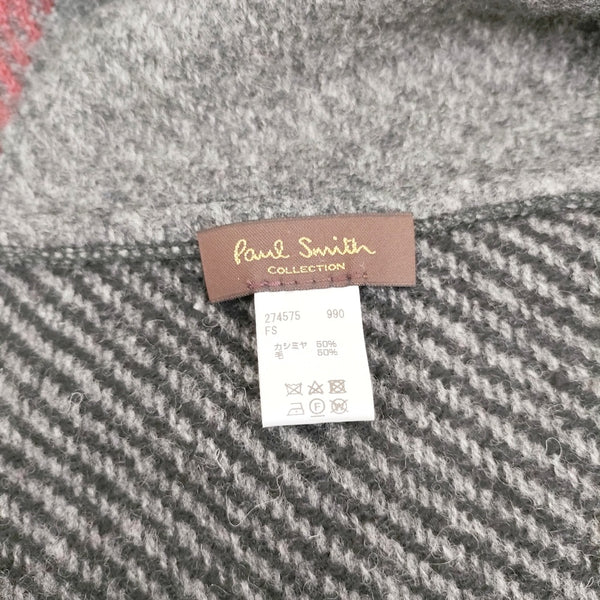 Paul Smith
COLLECTION
274575 990
FS
カシミヤ 50%
毛 50%
F W